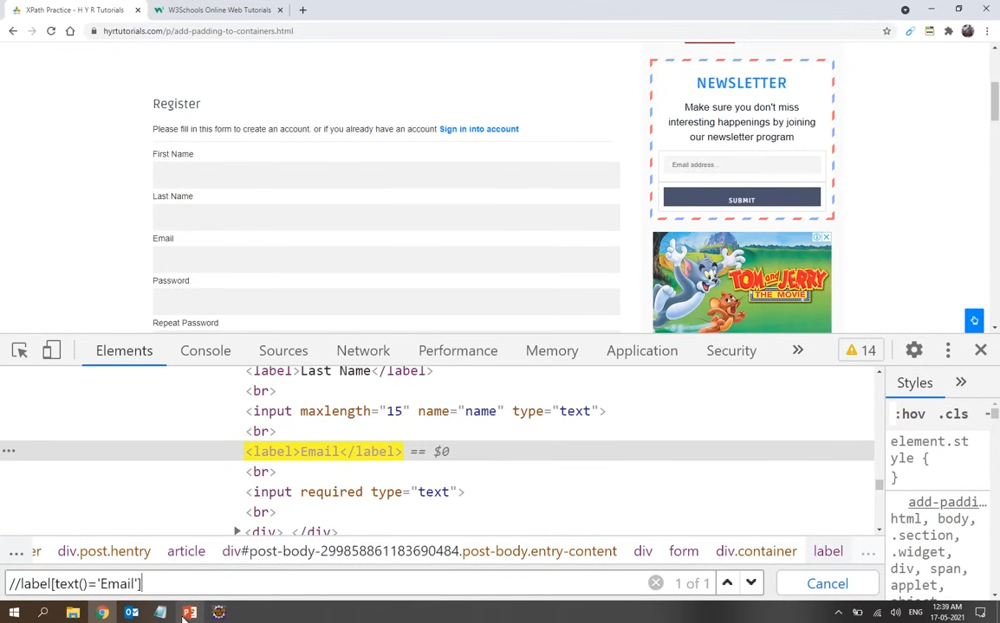 XPath Practice - H Y R Tutorials
W3Schools Online Web Tutorials
hyrtutorials.com/p/add-padding-to-containers.html
Register
Please fill in this form to create an account. or if you already have an account Sign in into account
First Name
Last Name
Email
Password
Repeat Password
NEWSLETTER
Make sure you don't miss
interesting happenings by joining
our newsletter program
Email address...
SUBMIT
TOM and JERRY
THE MOVIE
Elements
Console
Sources
Network
Performance
Memory
Application
Security
14
<label>Last Name</label>
<br>
<input maxlength="15" name="name" type="text">
<br>
<label>Email</label> == $0
<br>
<input required type="text">
<br>
<div>…</div>
Styles
:hov .cls
element.st
yle {
}
add-paddi…
html, body,
.section,
.widget,
div, span,
applet,
object,
... er div.post.hentry article div#post-body-299858861183690484.post-body.entry-content div form div.container label ...
//label[text()='Email']
1 of 1
Cancel
ENG
12:39 AM
17-05-2021